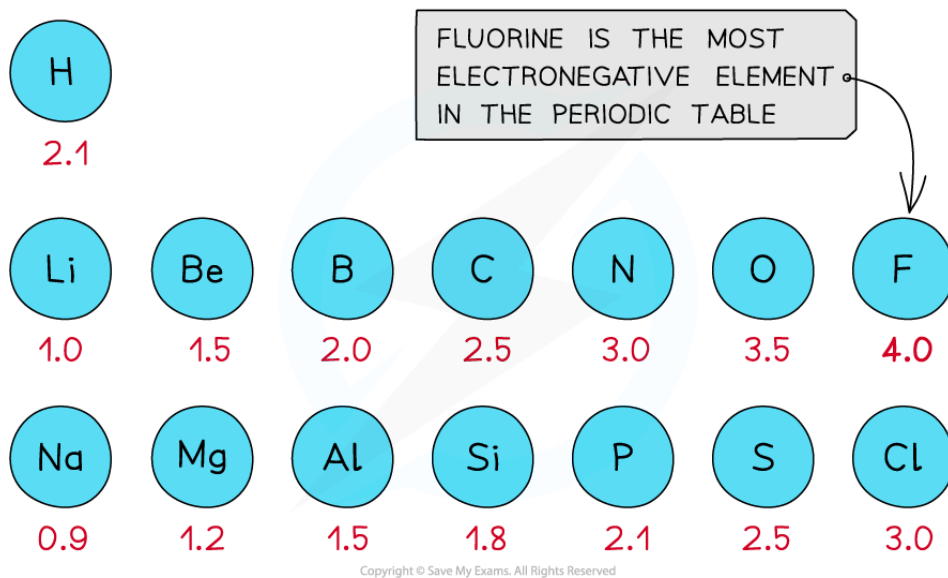 FLUORINE IS THE MOST
ELECTRONEGATIVE ELEMENT
IN THE PERIODIC TABLE
H
2.1
Li Be B C N O F
1.0 1.5 2.0 2.5 3.0 3.5 4.0
Na Mg Al Si P S Cl
0.9 1.2 1.5 1.8 2.1 2.5 3.0
Copyright © Save My Exams. All Rights Reserved